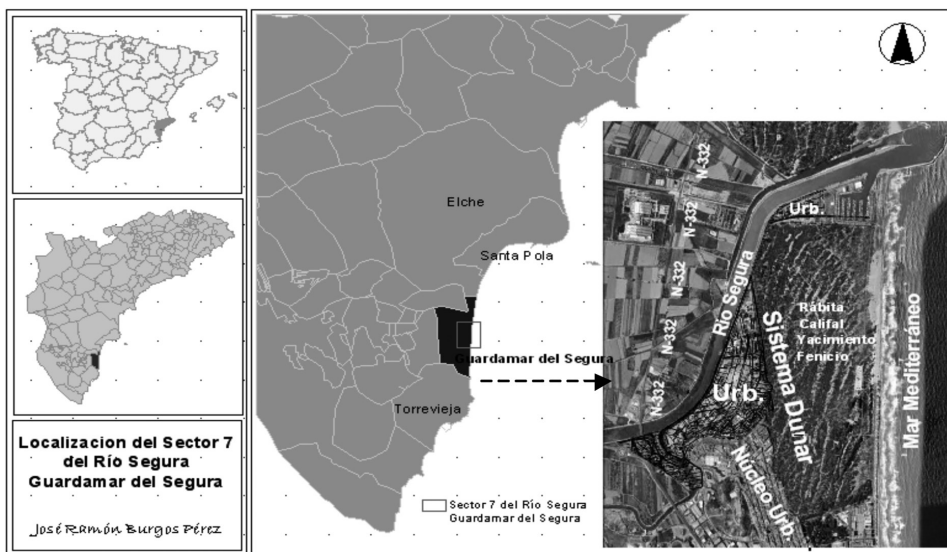 Localizacion del Sector 7
del Río Segura
Guardamar del Segura
José Ramón Burgos Pérez
Elche
Santa Pola
Guardamar del Segura
Torrevieja
Sector 7 del Río Segura
Guardamar del Segura
N-332
N-332
N-332
N-332
N-332
Río Segura
Urb.
Urb.
Sistema Dunar
Rábita
Califal
Yacimiento
Fenicio
Núcleo Urb.
Mar Mediterráneo